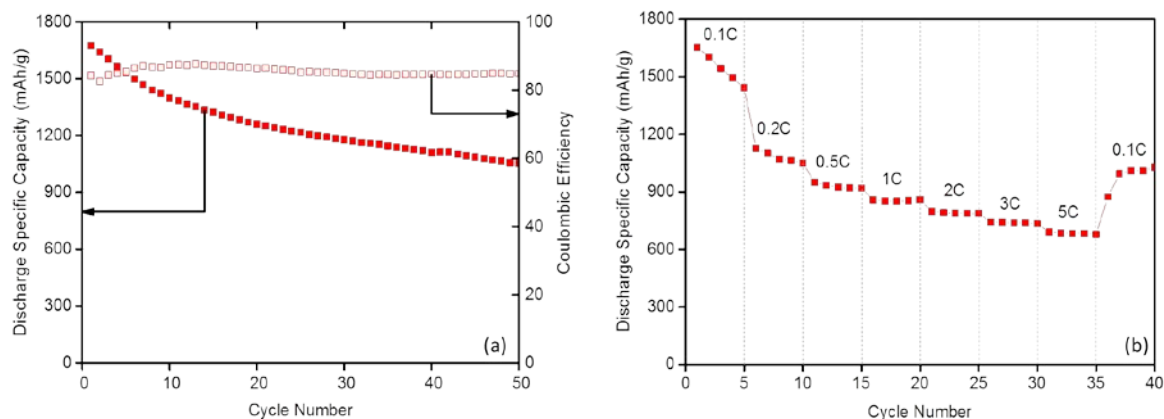 1800
1500
1200
900
600
300
0
Discharge Specific Capacity (mAh/g)
100
80
60
40
20
0
Coulombic Efficiency
(a)
0 10 20 30 40 50
Cycle Number
1800
1500
1200
900
600
300
0
Discharge Specific Capacity (mAh/g)
0.1C
0.2C
0.5C
1C
2C
3C
5C
0.1C
(b)
0 5 10 15 20 25 30 35 40
Cycle Number